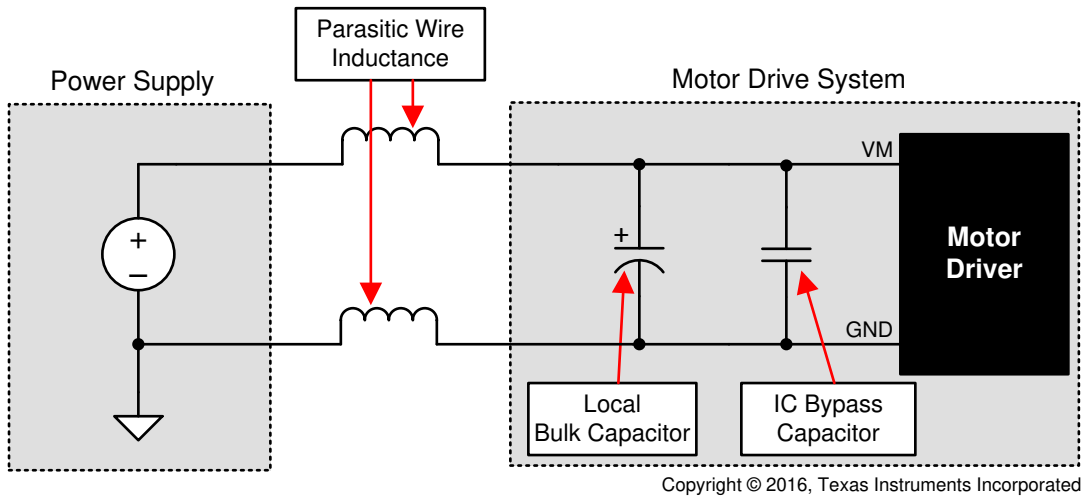 Parasitic Wire
Inductance
Power Supply
Motor Drive System
VM
+
–
+
Motor
Driver
GND
Local
Bulk Capacitor
IC Bypass
Capacitor
Copyright © 2016, Texas Instruments Incorporated